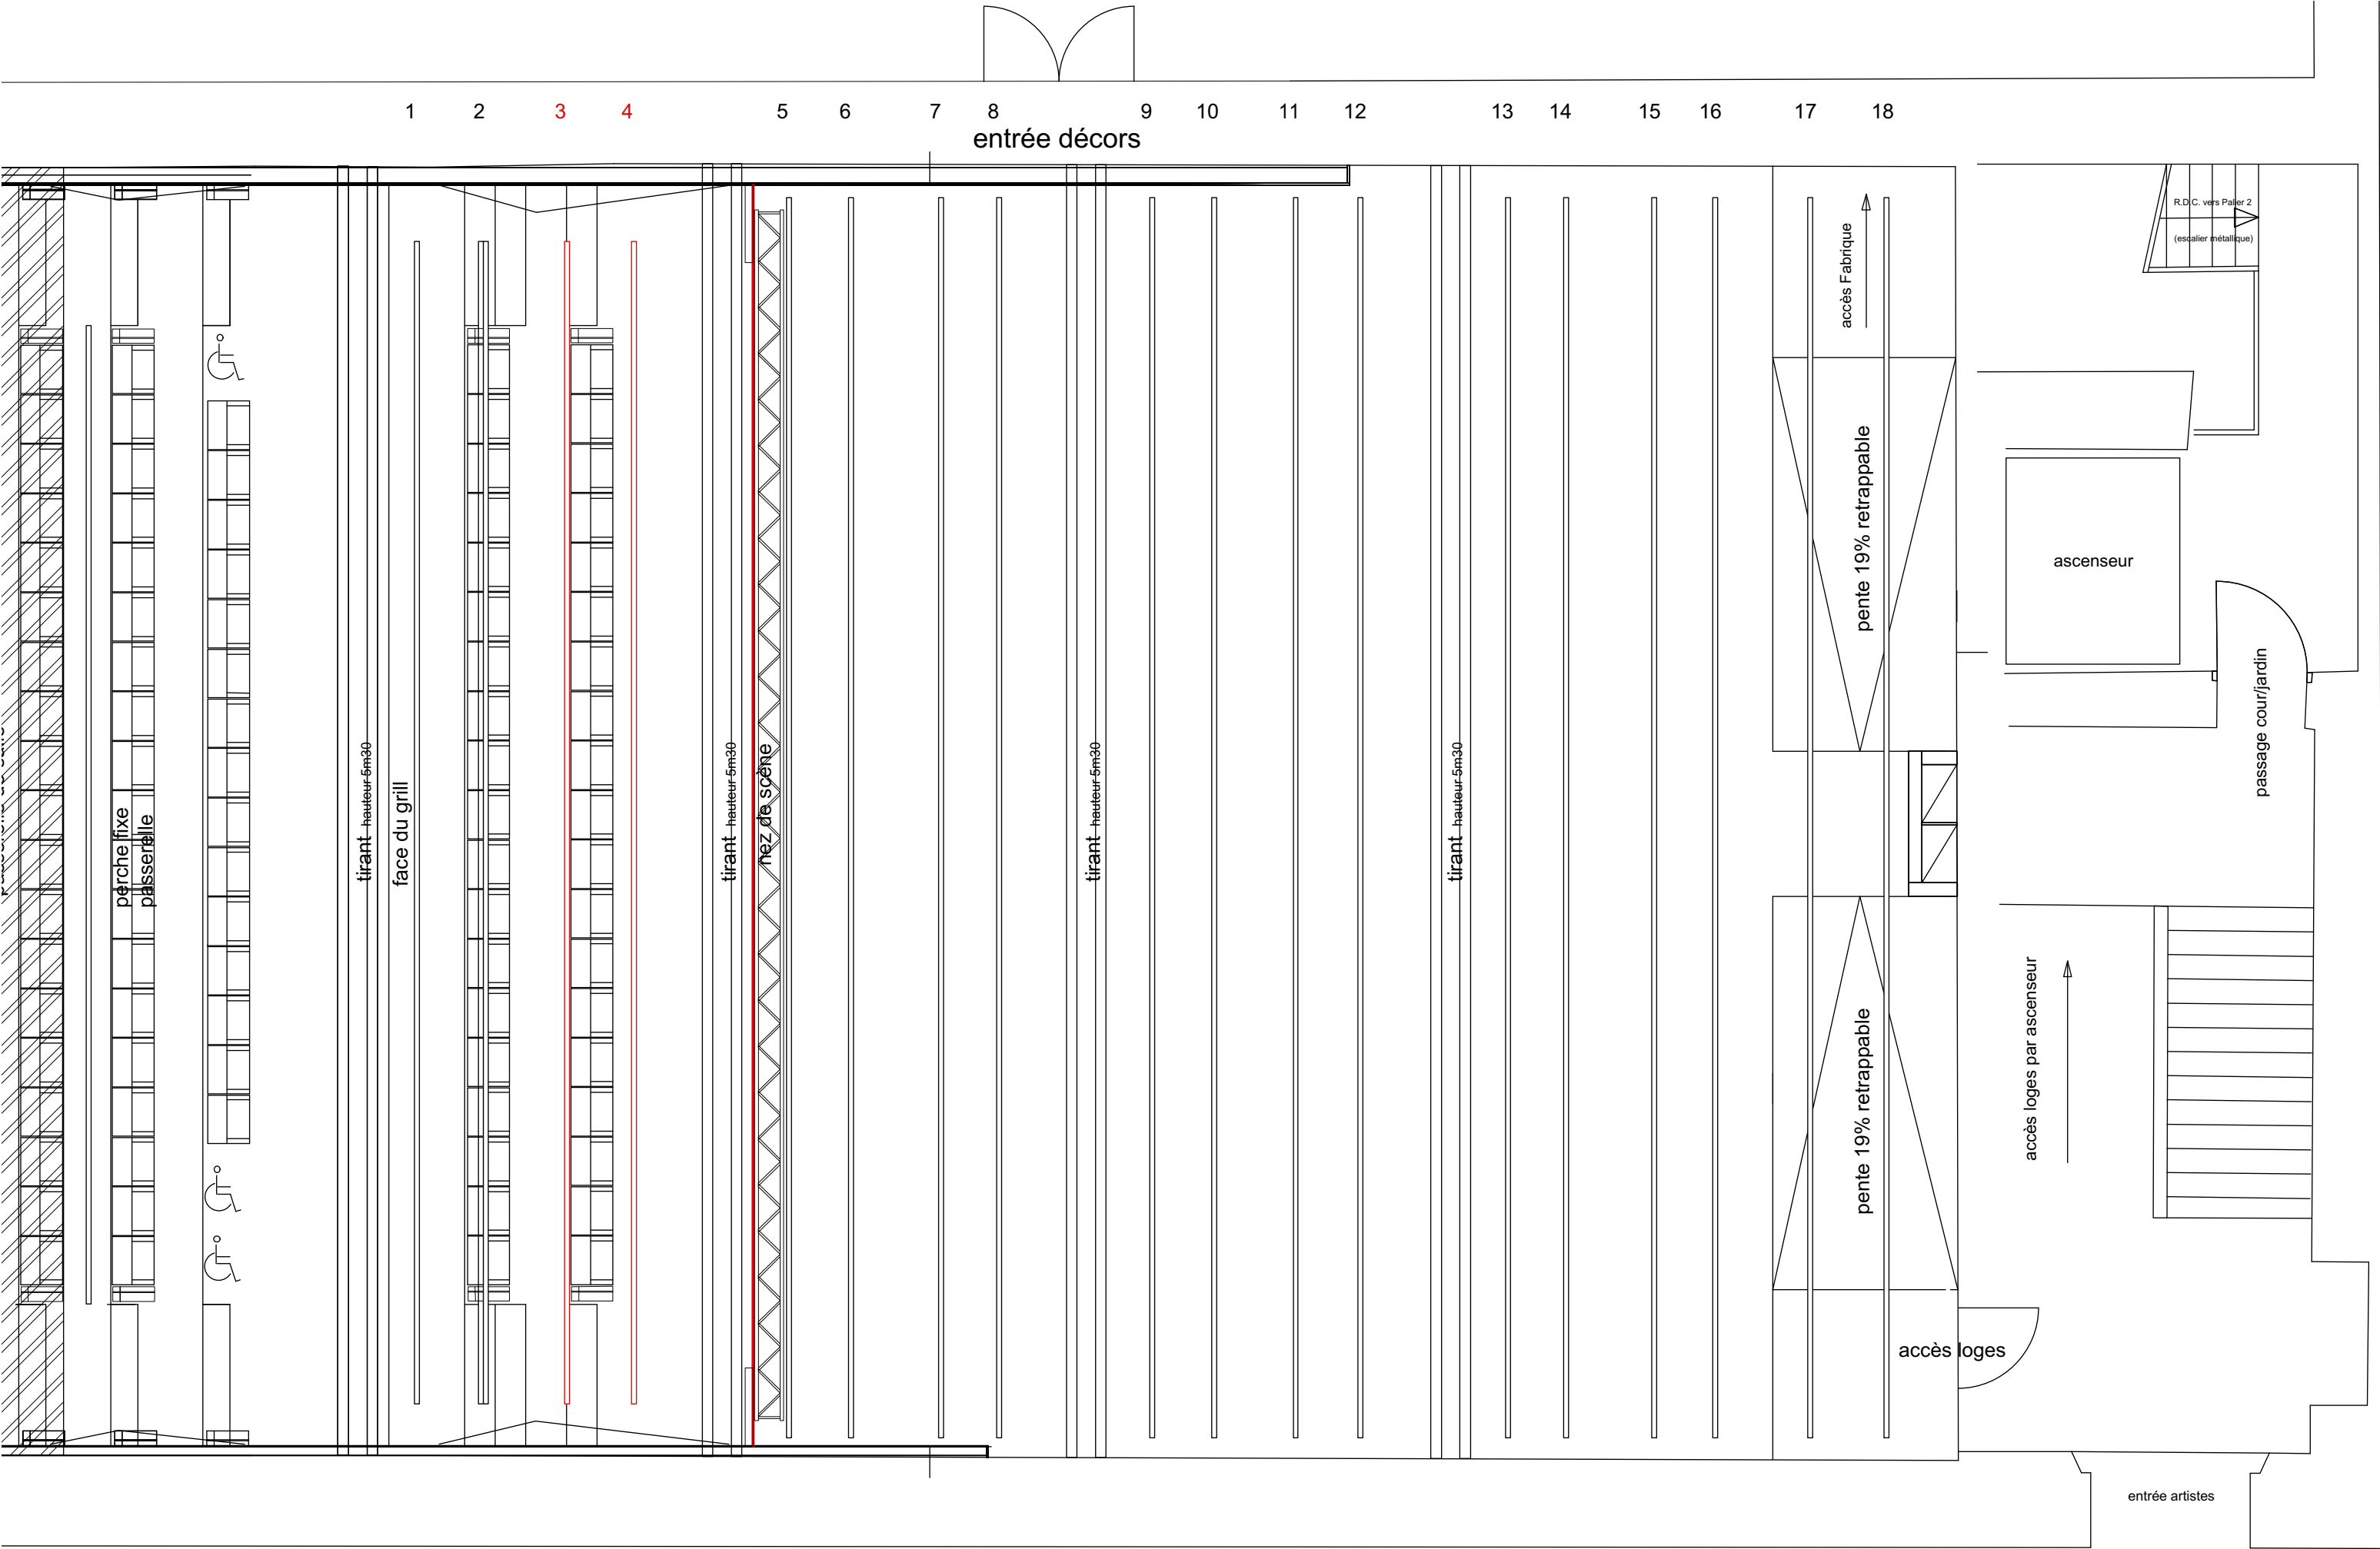 1 2 3 4 5 6 7 8 9 10 11 12 13 14 15 16 17 18
entrée décors
R.D.C. vers Palier 2
(escalier métallique)
accès Fabrique
pente 19% retrappable
ascenseur
passage cour/jardin
perche fixe
passerelle
tirant hauteur 5m30
face du grill
tirant hauteur 5m30
nez de scène
tirant hauteur 5m30
tirant hauteur 5m30
pente 19% retrappable
accès loges par ascenseur
accès loges
entrée artistes